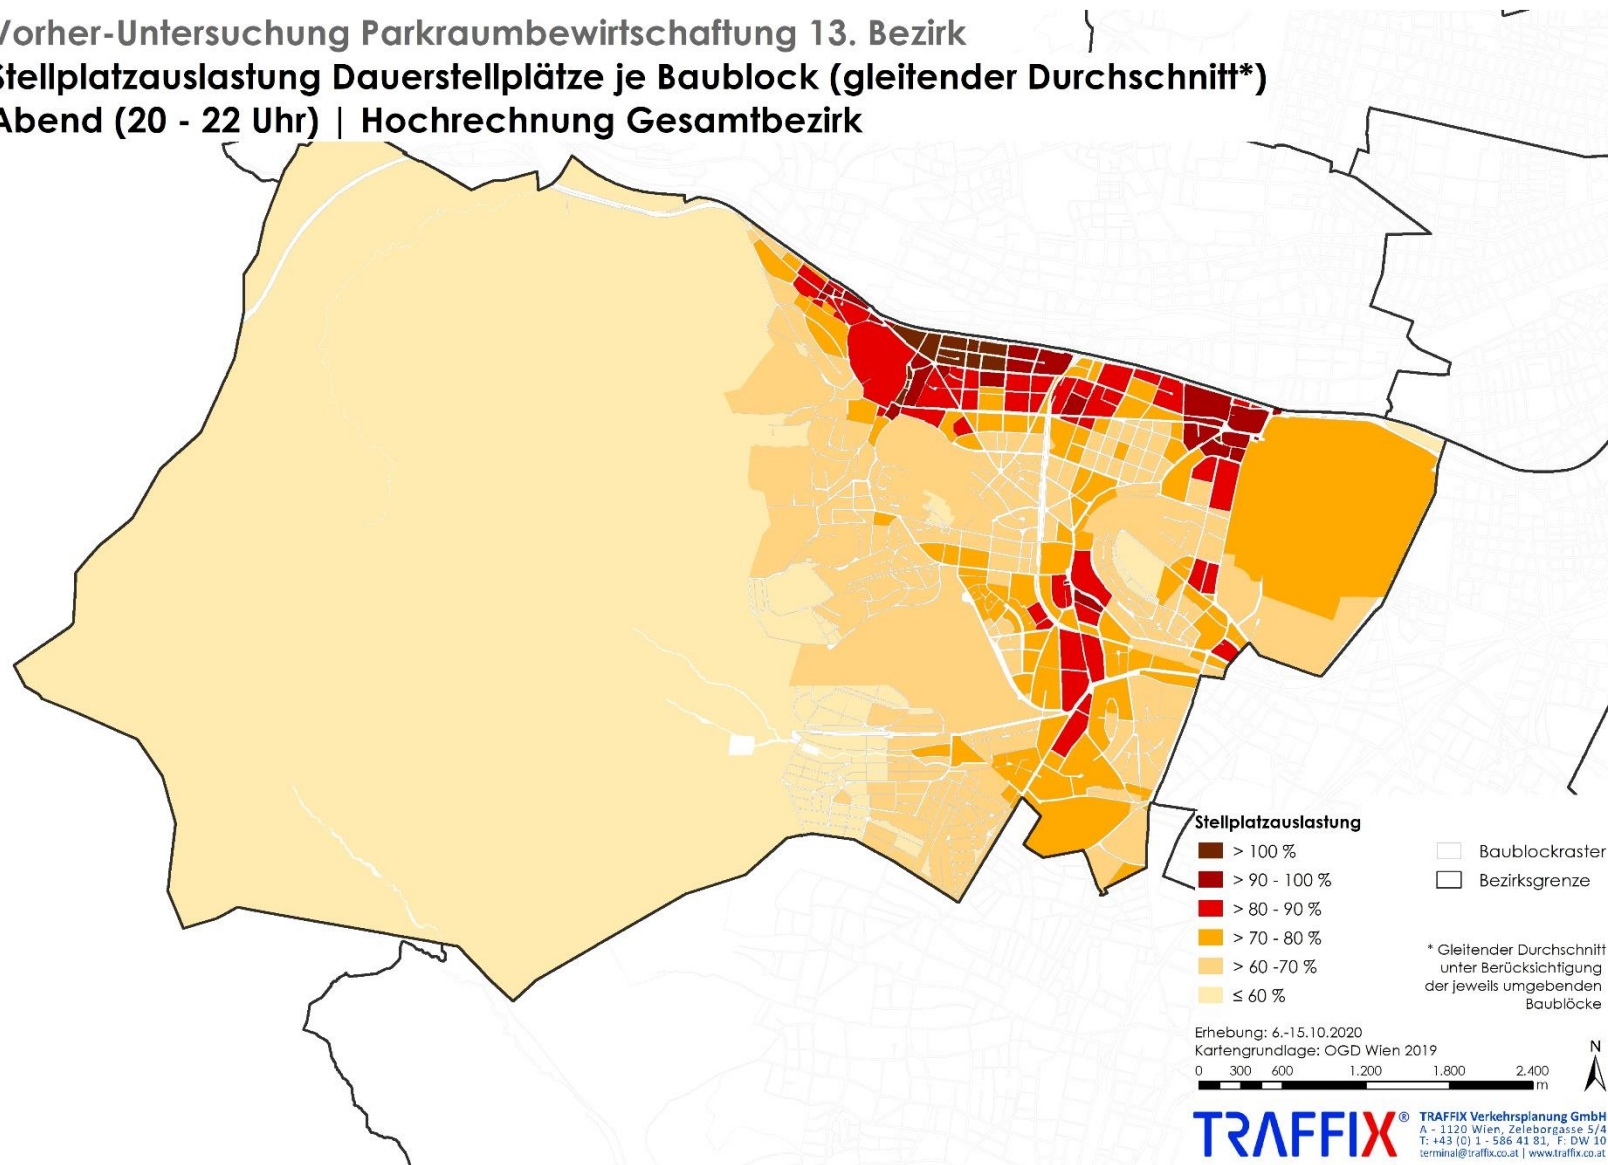 Vorher-Untersuchung Parkraumbewirtschaftung 13. Bezirk
Stellplatzauslastung Dauerstellplätze je Baublock (gleitender Durchschnitt*)
Abend (20 - 22 Uhr) | Hochrechnung Gesamtbezirk
Stellplatzauslastung
> 100 %
> 90 - 100 %
> 80 - 90 %
> 70 - 80 %
> 60 -70 %
≤ 60 %
Baublockraster
Bezirksgrenze
* Gleitender Durchschnitt
unter Berücksichtigung
der jeweils umgebenden
Baublöcke
Erhebung: 6.-15.10.2020
Kartengrundlage: OGD Wien 2019
0 300 600 1.200 1.800 2.400
m
N
TRAFFIX®
TRAFFIX Verkehrsplanung GmbH
A - 1120 Wien, Zeleborgasse 5/4
T: +43 (0) 1 - 586 41 81, F: DW 10
terminal@traffix.co.at | www.traffix.co.at